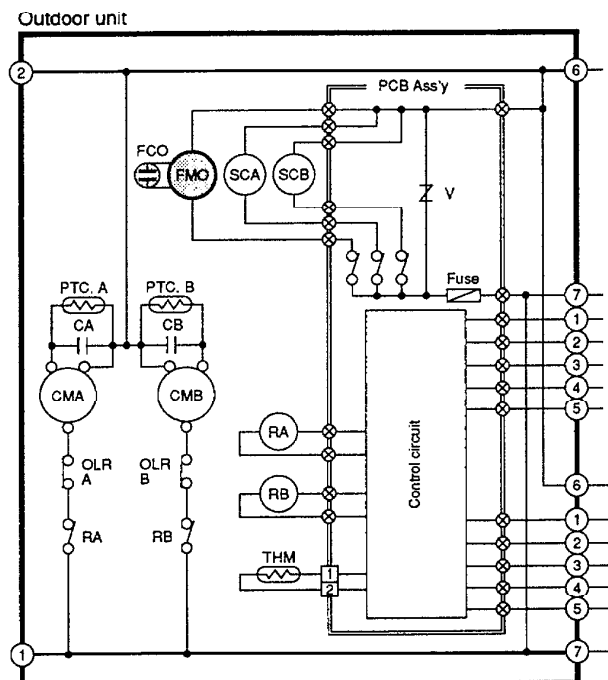 Outdoor unit
2
6
PCB Ass'y
FCO
FMO
SCA
SCB
V
PTC. A
PTC. B
Fuse
7
CA
CB
1
2
CMA
CMB
3
4
5
RA
OLR
A
OLR
B
Control circuit
RB
6
RA
RB
1
2
THM
1
3
2
4
5
1
7